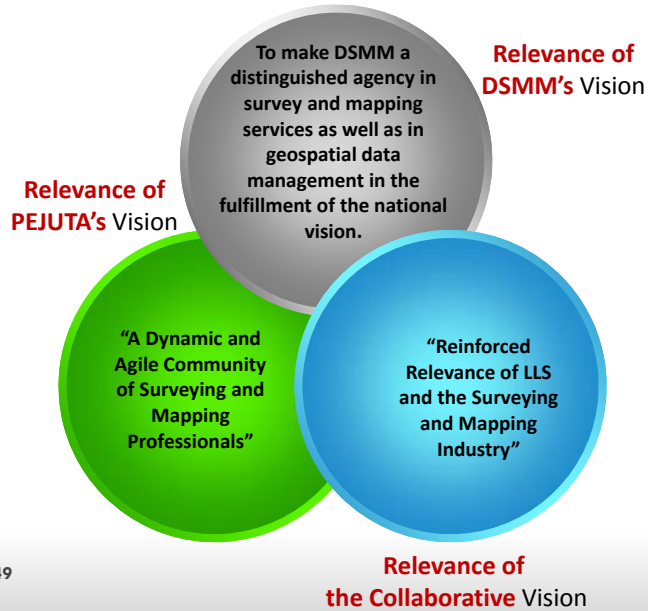 To make DSMM a
distinguished agency in
survey and mapping
services as well as in
geospatial data
management in the
fulfillment of the national
vision.
Relevance of
DSMM's Vision
Relevance of
PEJUTA's Vision
“A Dynamic and
Agile Community
of Surveying and
Mapping
Professionals”
“Reinforced
Relevance of LLS
and the Surveying
and Mapping
Industry”
Relevance of
the Collaborative Vision